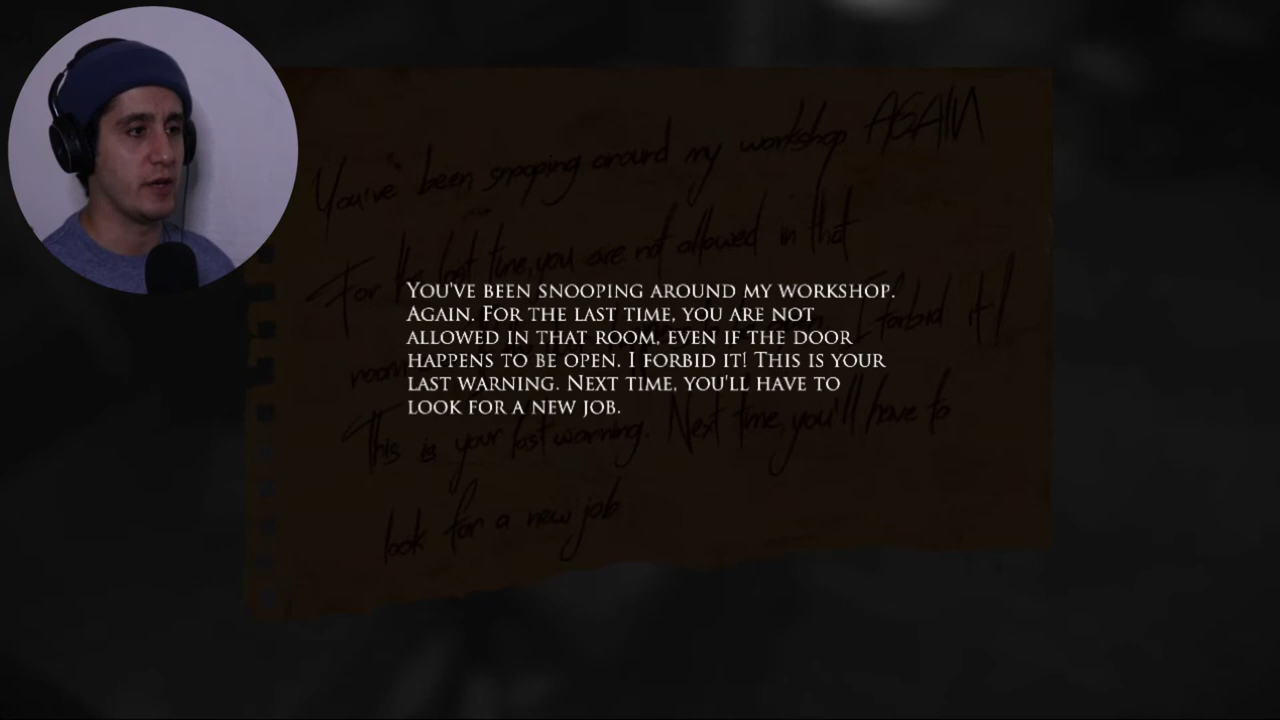 You've been snooping around my workshop AGAIN
For the last time, you are not allowed in that
room
I forbid it!
This is your last warning. Next time, you'll have to
look for a new job
You've been snooping around my workshop.
Again. For the last time, you are not
allowed in that room, even if the door
happens to be open. I forbid it! This is your
last warning. Next time, you'll have to
look for a new job.